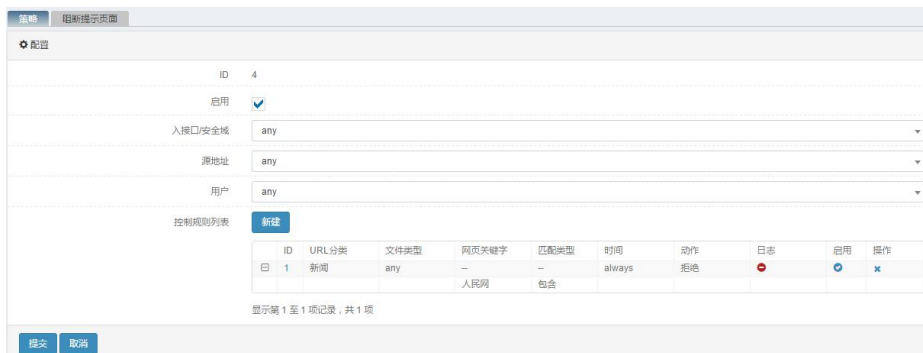 策略 阻断提示页面
配置
ID 4
启用
入接口/安全域 any
源地址 any
用户 any
控制规则列表 新建
ID URL分类 文件类型 网页关键字 匹配类型 时间 动作 日志 启用 操作
1 新闻 any -- -- always 拒绝
人民网 包含
显示第 1 至 1 项记录，共 1 项
提交 取消